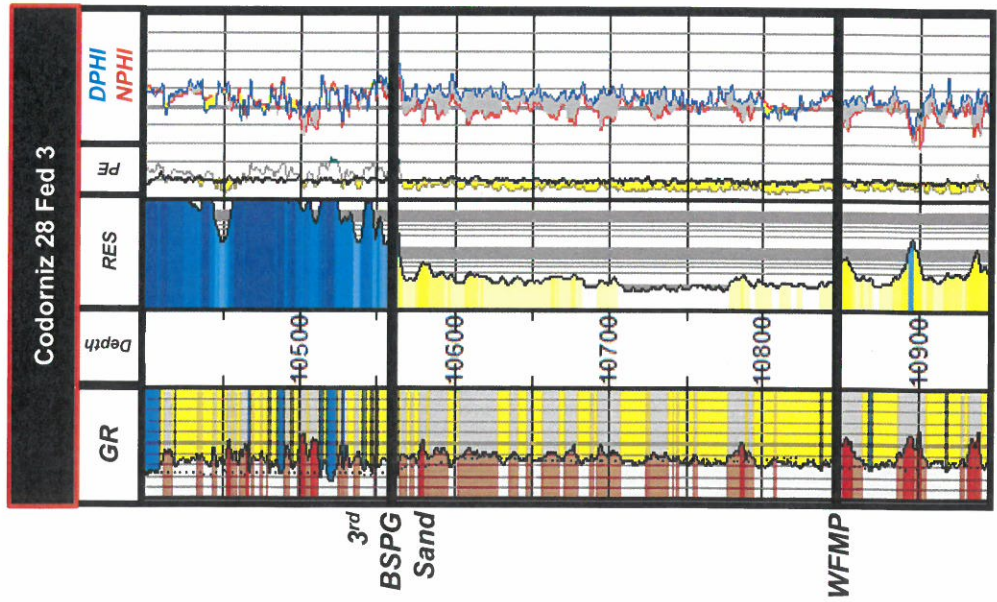 Codorniz 28 Fed 3
GR
Depth
RES
PE
DPHI
NPHI
10500
3rd
BSPG
Sand
10600
10700
10800
WFMP
10900